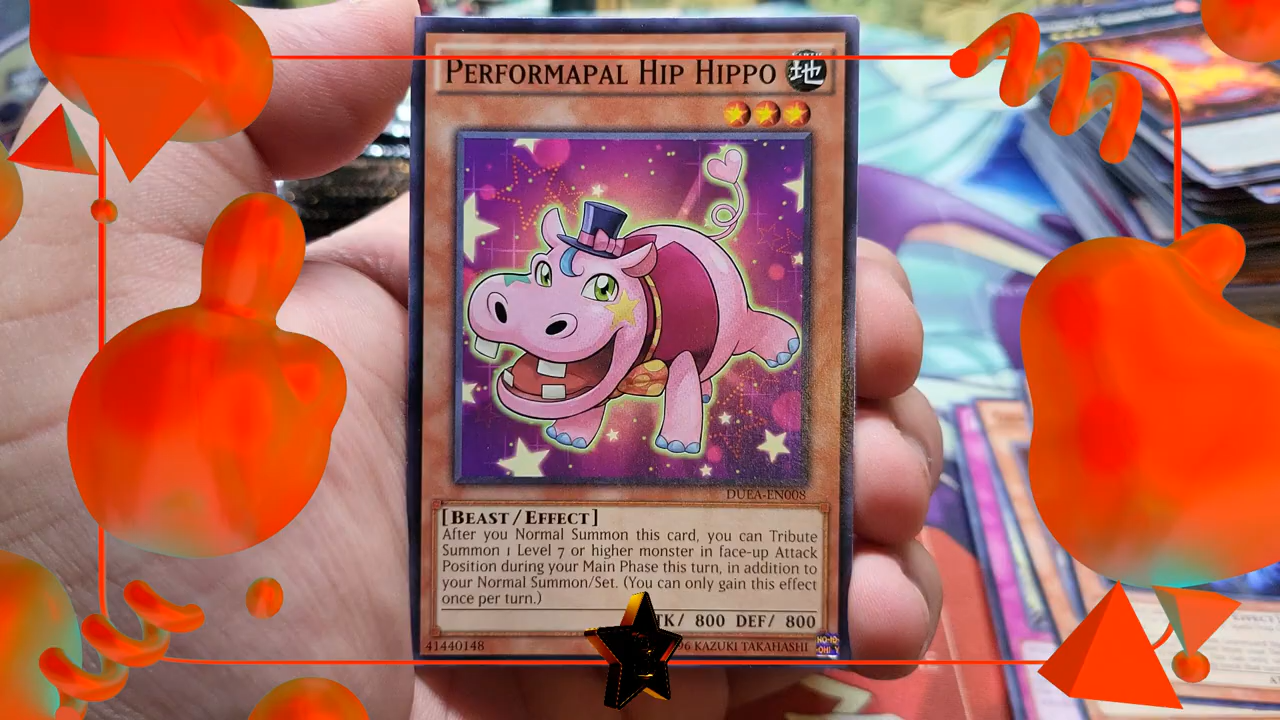 PERFORMAPAL HIP HIPPO
地
DUEA-EN008
[BEAST/EFFECT]
After you Normal Summon this card, you can Tribute
Summon 1 Level 7 or higher monster in face-up Attack
Position during your Main Phase this turn, in addition to
your Normal Summon/Set. (You can only gain this effect
once per turn.)
800 DEF/ 800
41440148
KAZUKI TAKAHASHI